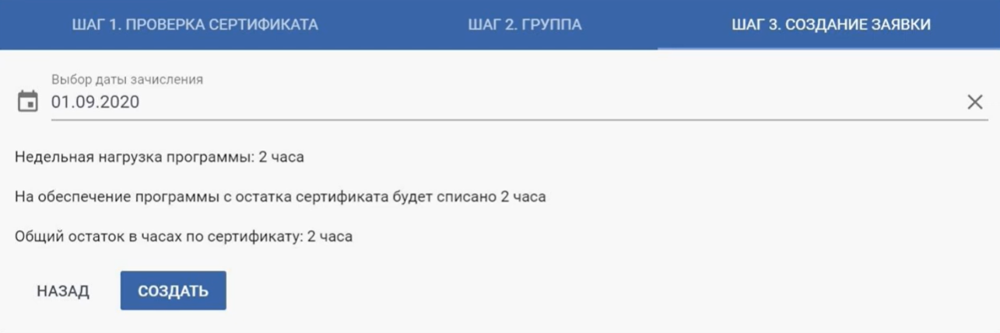 ШАГ 1. ПРОВЕРКА СЕРТИФИКАТА
ШАГ 2. ГРУППА
ШАГ 3. СОЗДАНИЕ ЗАЯВКИ
Выбор даты зачисления
01.09.2020
Недельная нагрузка программы: 2 часа
На обеспечение программы с остатка сертификата будет списано 2 часа
Общий остаток в часах по сертификату: 2 часа
НАЗАД
СОЗДАТЬ